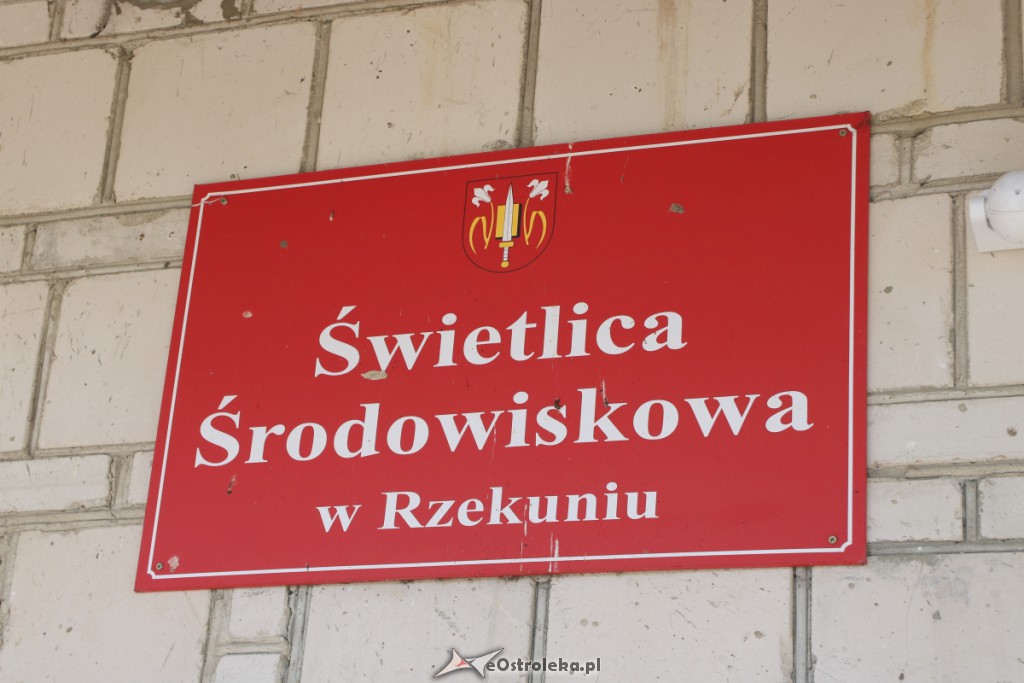 Świetlica
Środowiskowa
w Rzekuniu
eOstroleka.pl